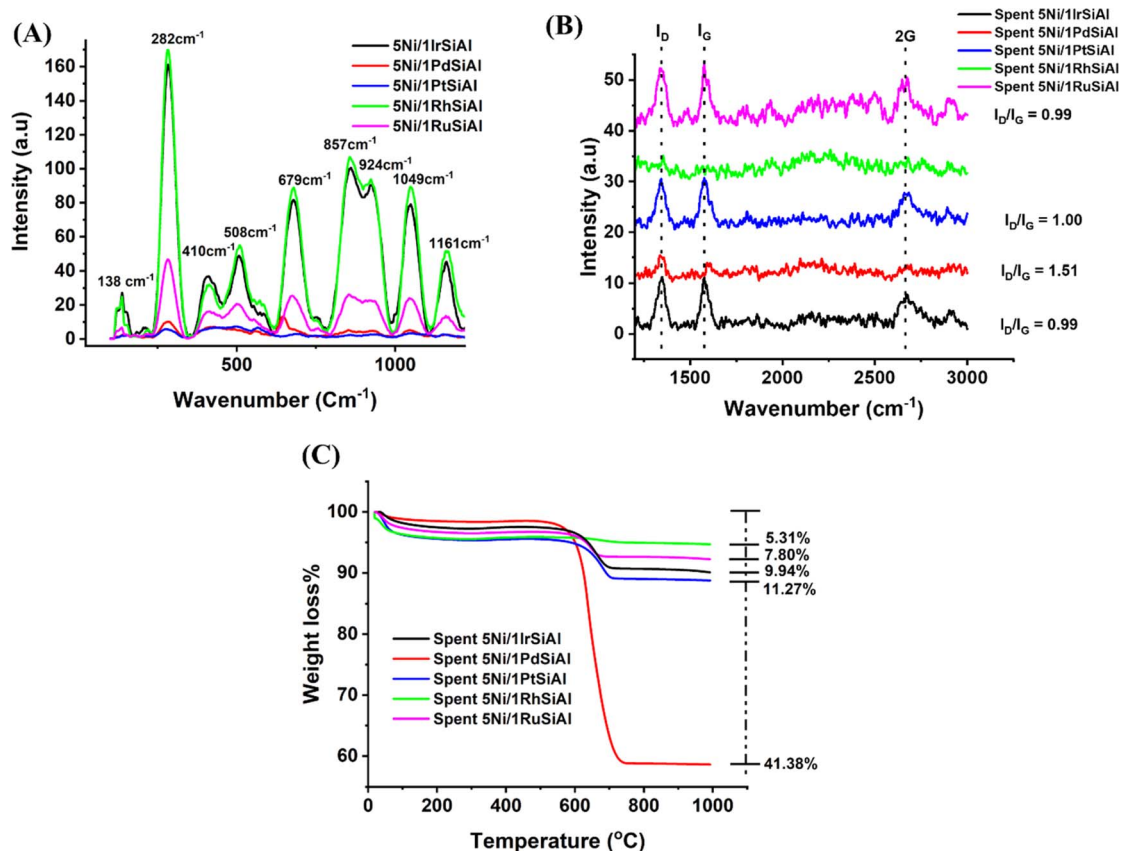 (A)
282cm⁻¹
857cm⁻¹
924cm⁻¹
679cm⁻¹
1049cm⁻¹
508cm⁻¹
410cm⁻¹
1161cm⁻¹
138 cm⁻¹
5Ni/1IrSiAl
5Ni/1PdSiAl
5Ni/1PtSiAl
5Ni/1RhSiAl
5Ni/1RuSiAl
160
140
120
100
80
60
40
20
0
Intensity (a.u)
500
1000
Wavenumber (Cm⁻¹)
(B)
I_D
I_G
2G
Spent 5Ni/1IrSiAl
Spent 5Ni/1PdSiAl
Spent 5Ni/1PtSiAl
Spent 5Ni/1RhSiAl
Spent 5Ni/1RuSiAl
I_D/I_G = 0.99
I_D/I_G = 1.00
I_D/I_G = 1.51
I_D/I_G = 0.99
50
40
30
20
10
0
Intensity (a.u)
1500
2000
2500
3000
Wavenumber (cm⁻¹)
(C)
100
90
80
70
60
Weight loss%
Spent 5Ni/1IrSiAl
Spent 5Ni/1PdSiAl
Spent 5Ni/1PtSiAl
Spent 5Ni/1RhSiAl
Spent 5Ni/1RuSiAl
5.31%
7.80%
9.94%
11.27%
41.38%
0
200
400
600
800
1000
Temperature (°C)